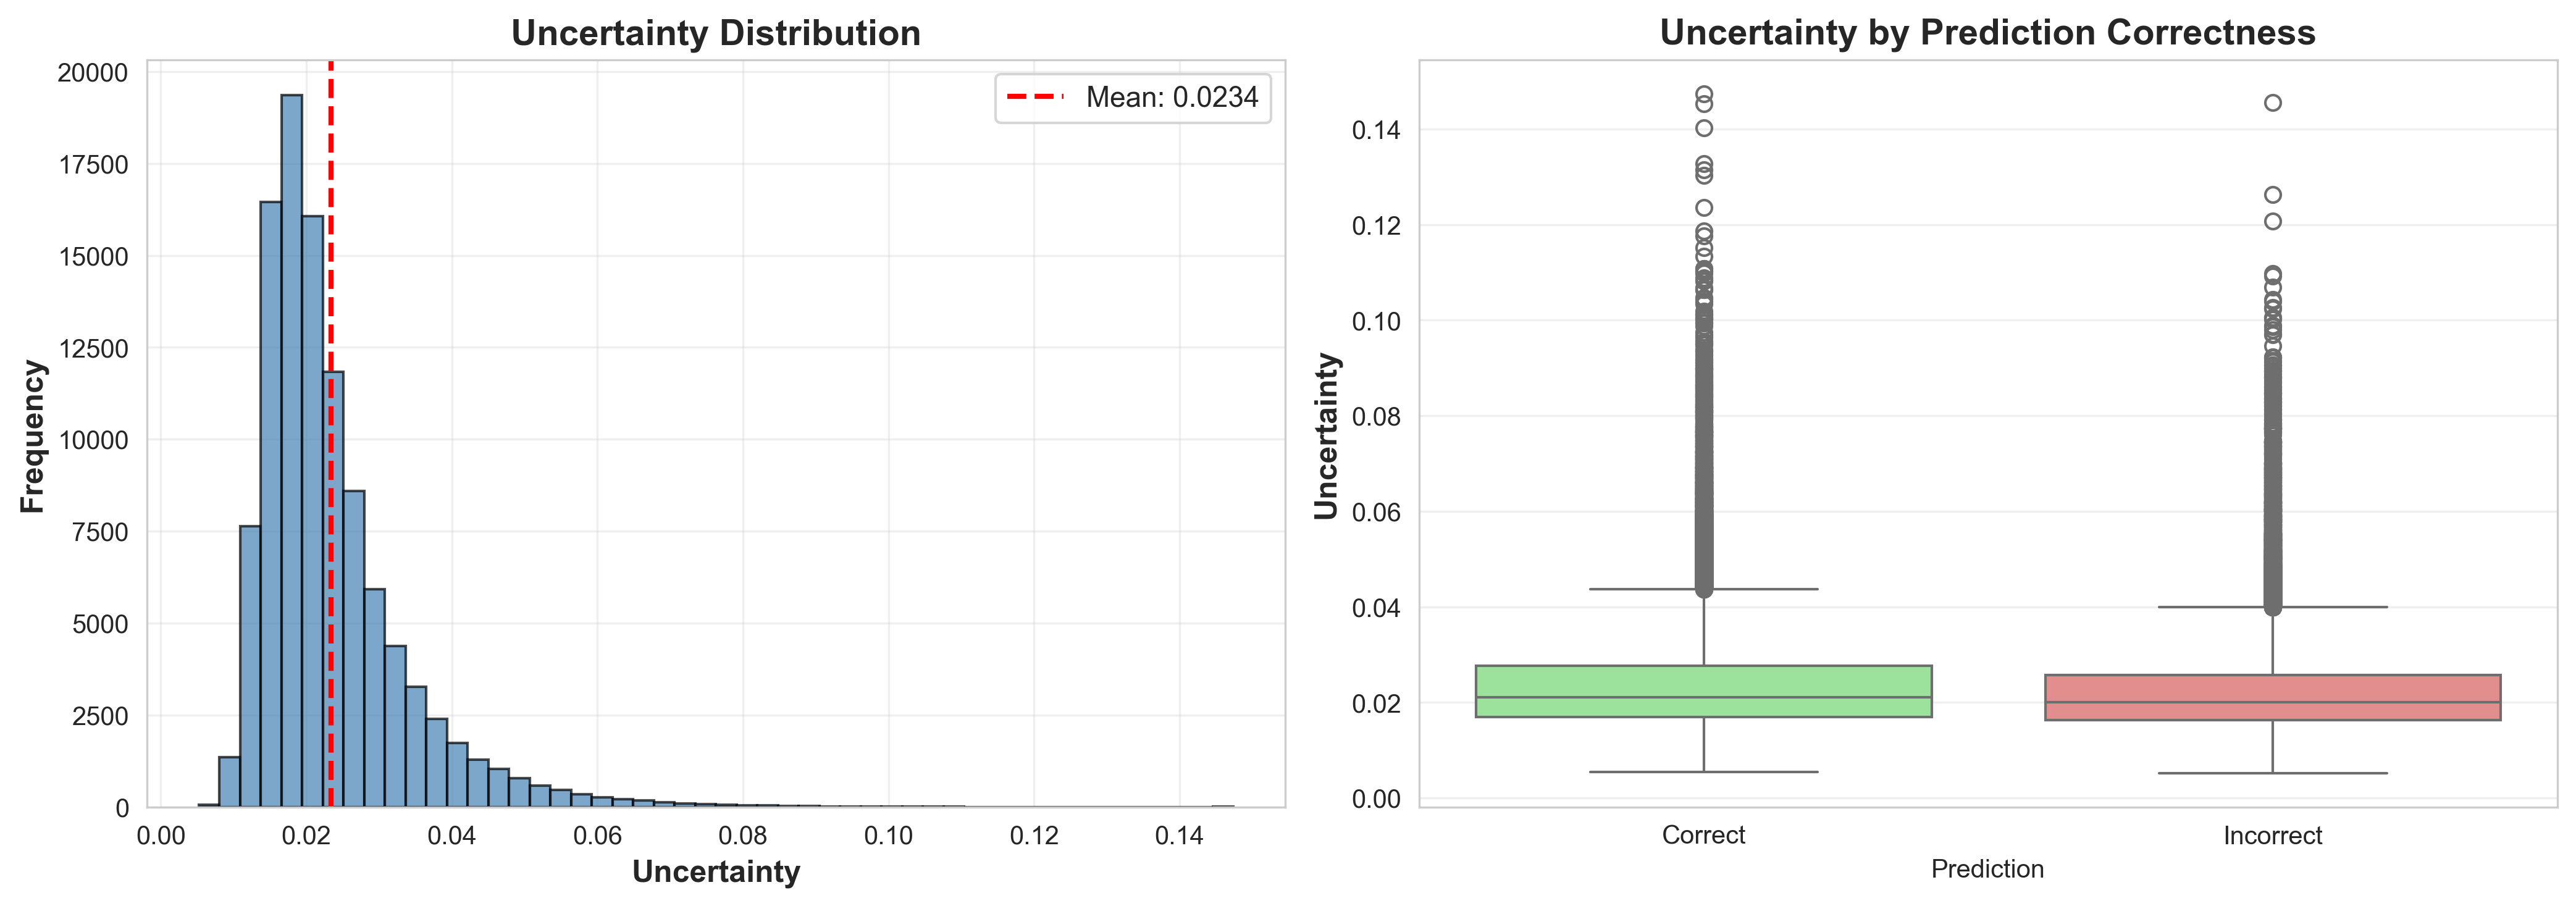 Uncertainty Distribution
Frequency
20000
17500
15000
12500
10000
7500
5000
2500
0
Mean: 0.0234
0.00 0.02 0.04 0.06 0.08 0.10 0.12 0.14
Uncertainty
Uncertainty by Prediction Correctness
Uncertainty
0.14
0.12
0.10
0.08
0.06
0.04
0.02
0.00
Correct Incorrect
Prediction